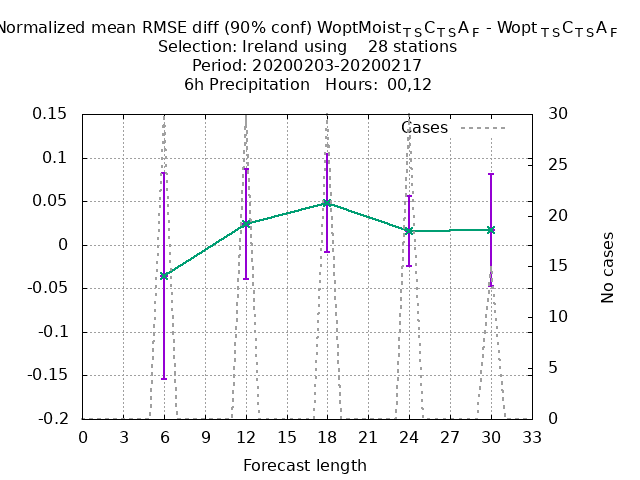 Normalized mean RMSE diff (90% conf) WoptMoist_TSC_TSA_F - Wopt_TSC_TSA_F
Selection: Ireland using    28 stations
Period: 20200203-20200217
6h Precipitation   Hours:  00,12
Cases
0.15
0.1
0.05
0
-0.05
-0.1
-0.15
-0.2
30
25
20
15
10
5
0
No cases
0 3 6 9 12 15 18 21 24 27 30 33
Forecast length